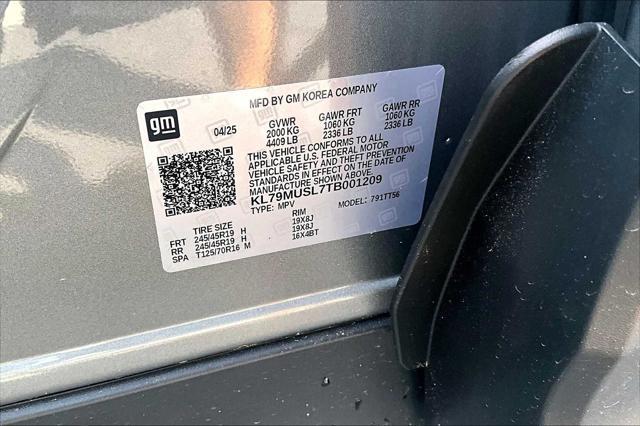 MFD BY GM KOREA COMPANY
gm
04/25
GVWR GAWR FRT GAWR RR
2000 KG 1060 KG 1060 KG
4409 LB 2336 LB 2336 LB
THIS VEHICLE CONFORMS TO ALL
APPLICABLE U.S. FEDERAL MOTOR
VEHICLE SAFETY AND THEFT PREVENTION
STANDARDS IN EFFECT ON THE DATE OF
MANUFACTURE SHOWN ABOVE.
KL79MUSL7TB001209
TYPE: MPV MODEL: 791TT56
TIRE SIZE RIM
FRT 245/45R19 H 19X8J
RR 245/45R19 H 19X8J
SPA T125/70R16 M 16X4BT